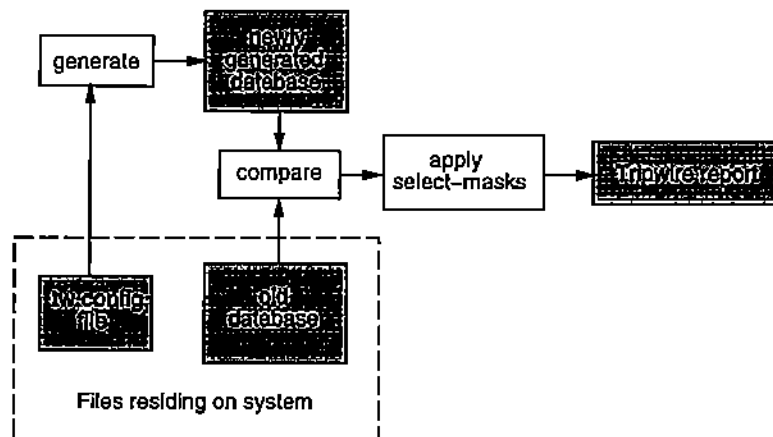 generate
newly
generated
database
compare
apply
select-masks
Tripwire report
tw.config
file
old
database
Files residing on system